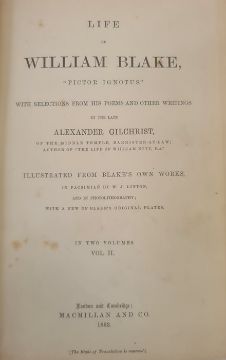 LIFE
OF
WILLIAM BLAKE,
"PICTOR IGNOTUS."
WITH SELECTIONS FROM HIS POEMS AND OTHER WRITINGS
BY THE LATE
ALEXANDER GILCHRIST,
OF THE MIDDLE TEMPLE, BARRISTER-AT-LAW;
AUTHOR OF "THE LIFE OF WILLIAM ETTY, R.A."
ILLUSTRATED FROM BLAKE'S OWN WORKS,
IN FACSIMILE BY W. J. LINTON,
AND IN PHOTOLITHOGRAPHY;
WITH A FEW OF BLAKE'S ORIGINAL PLATES.
IN TWO VOLUMES
VOL. II.
London and Cambridge:
MACMILLAN AND CO.
1863.
[The Right of Translation is reserved.]